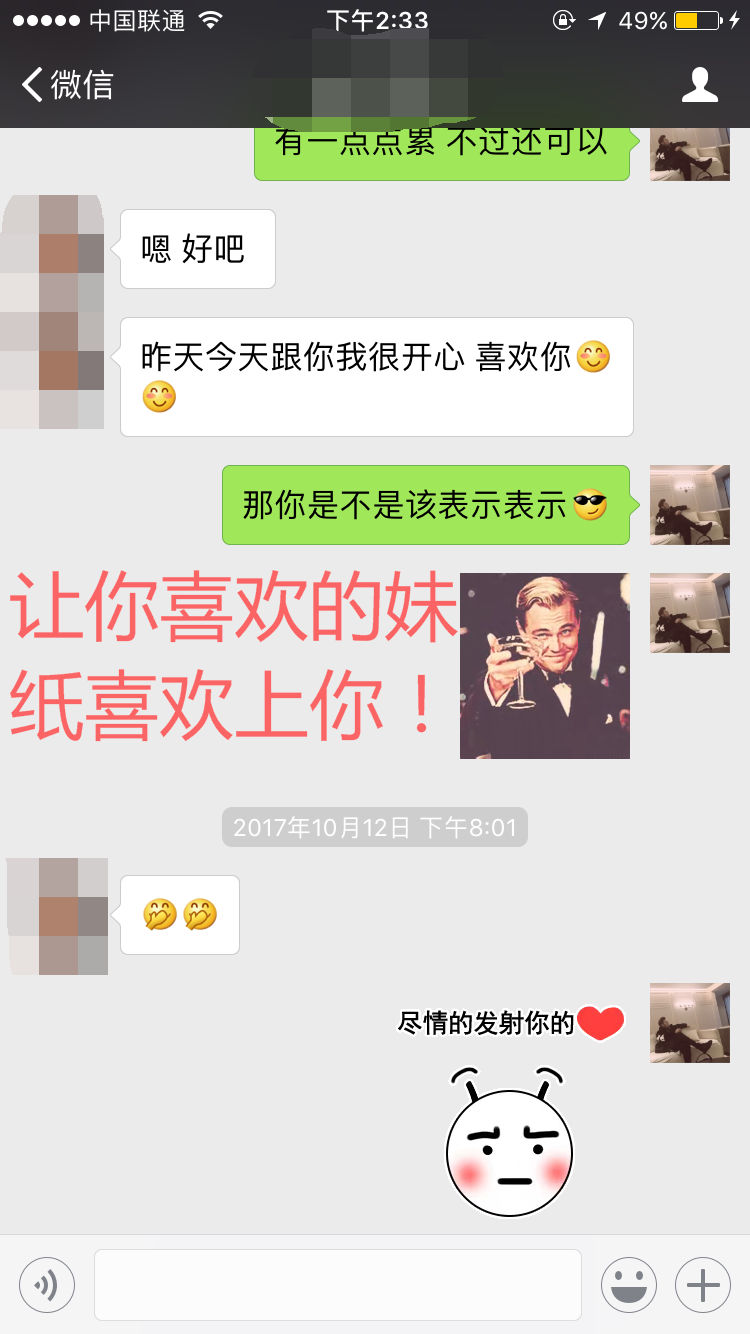 中国联通 下午2:33 49%
微信
有一点点累 不过还可以
嗯 好吧
昨天今天跟你我很开心 喜欢你😊
😊
那你是不是该表示表示😎
让你喜欢的妹
纸喜欢上你！
2017年10月12日 下午8:01
🤭🤭
尽情的发射你的❤